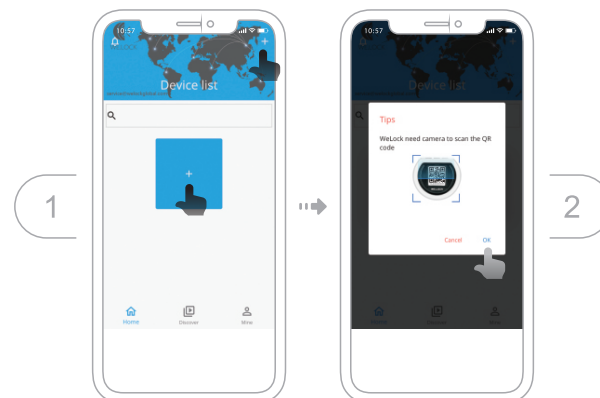 1
10:57
Device list
+
+
Home
Discover
Mine
2
10:57
Device list
Tips
WeLock need camera to scan the QR
code
Cancel
OK
Home